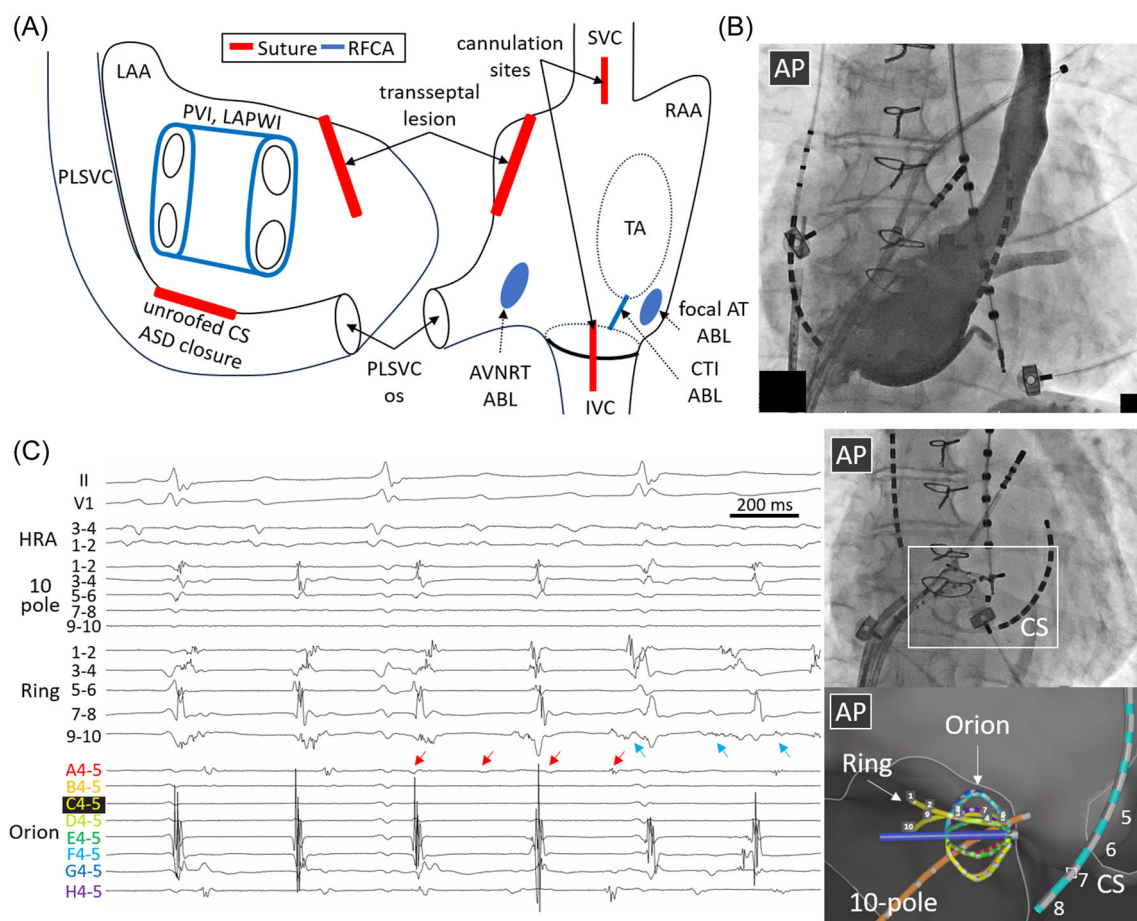 (A)
Suture RFCA
LAA
PVI, LAPWI
PLSVC
unroofed CS
ASD closure
transseptal
lesion
cannulation
sites
SVC
RAA
TA
PLSVC
os
AVNRT
ABL
IVC
CTI
ABL
focal AT
ABL
(B)
AP
(C)
II
V1
200 ms
HRA
3-4
1-2
10
pole
1-2
3-4
5-6
7-8
9-10
Ring
1-2
3-4
5-6
7-8
9-10
Orion
A4-5
B4-5
C4-5
D4-5
E4-5
F4-5
G4-5
H4-5
AP
CS
AP
Orion
Ring
1
2
9
10
5
6
7
8
CS
10-pole